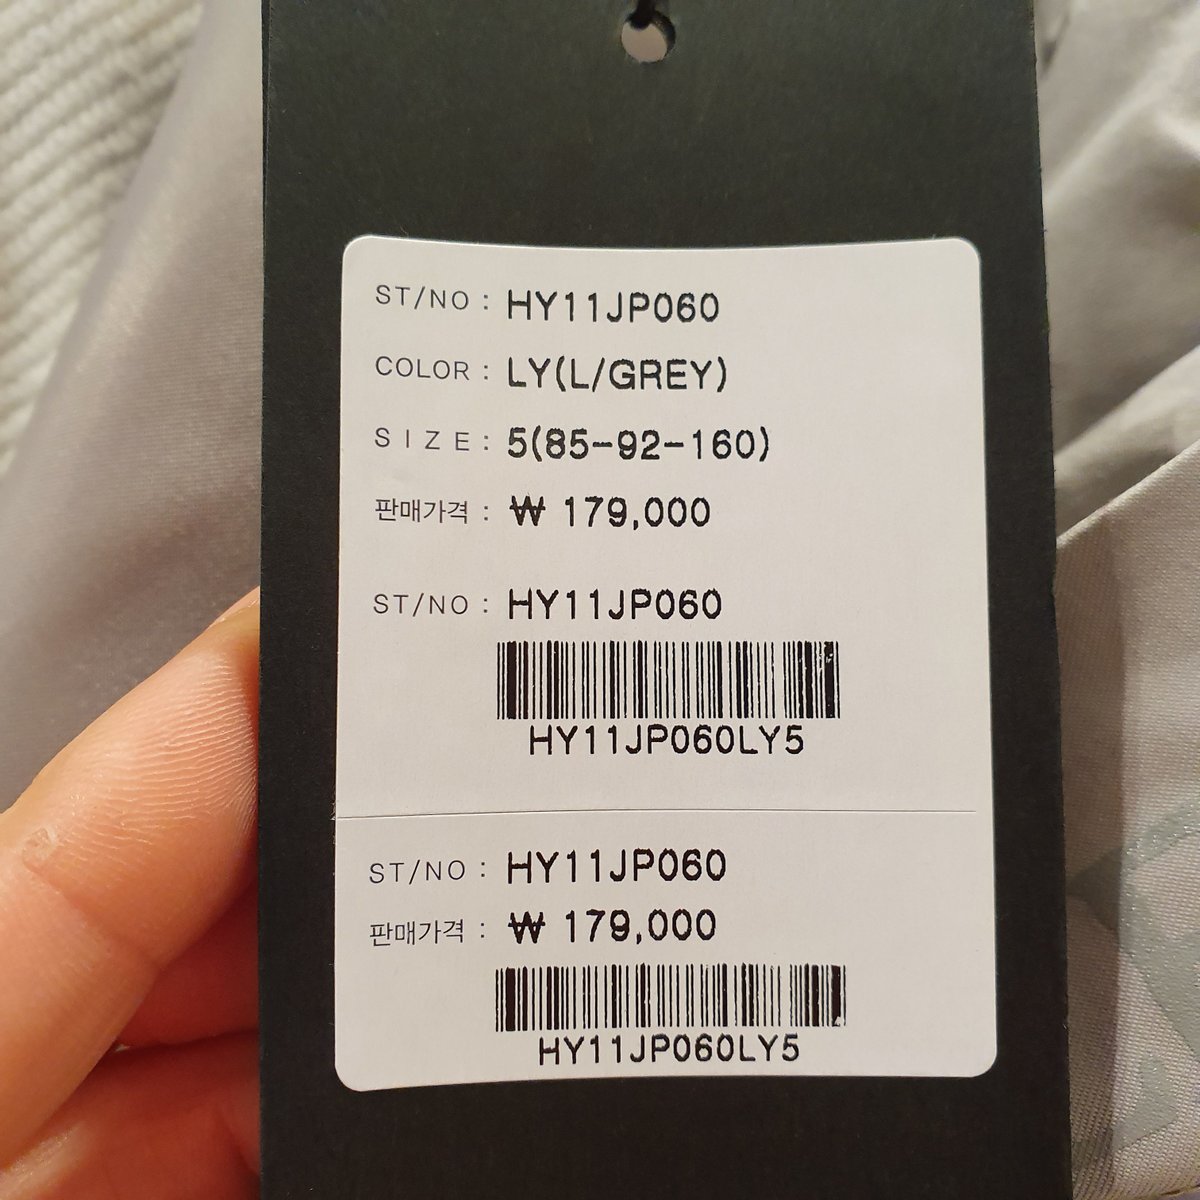 ST/NO : HY11JP060
COLOR : LY(L/GREY)
SIZE : 5(85-92-160)
판매가격 : ₩ 179,000
ST/NO : HY11JP060
HY11JP060LY5
ST/NO : HY11JP060
판매가격 : ₩ 179,000
HY11JP060LY5